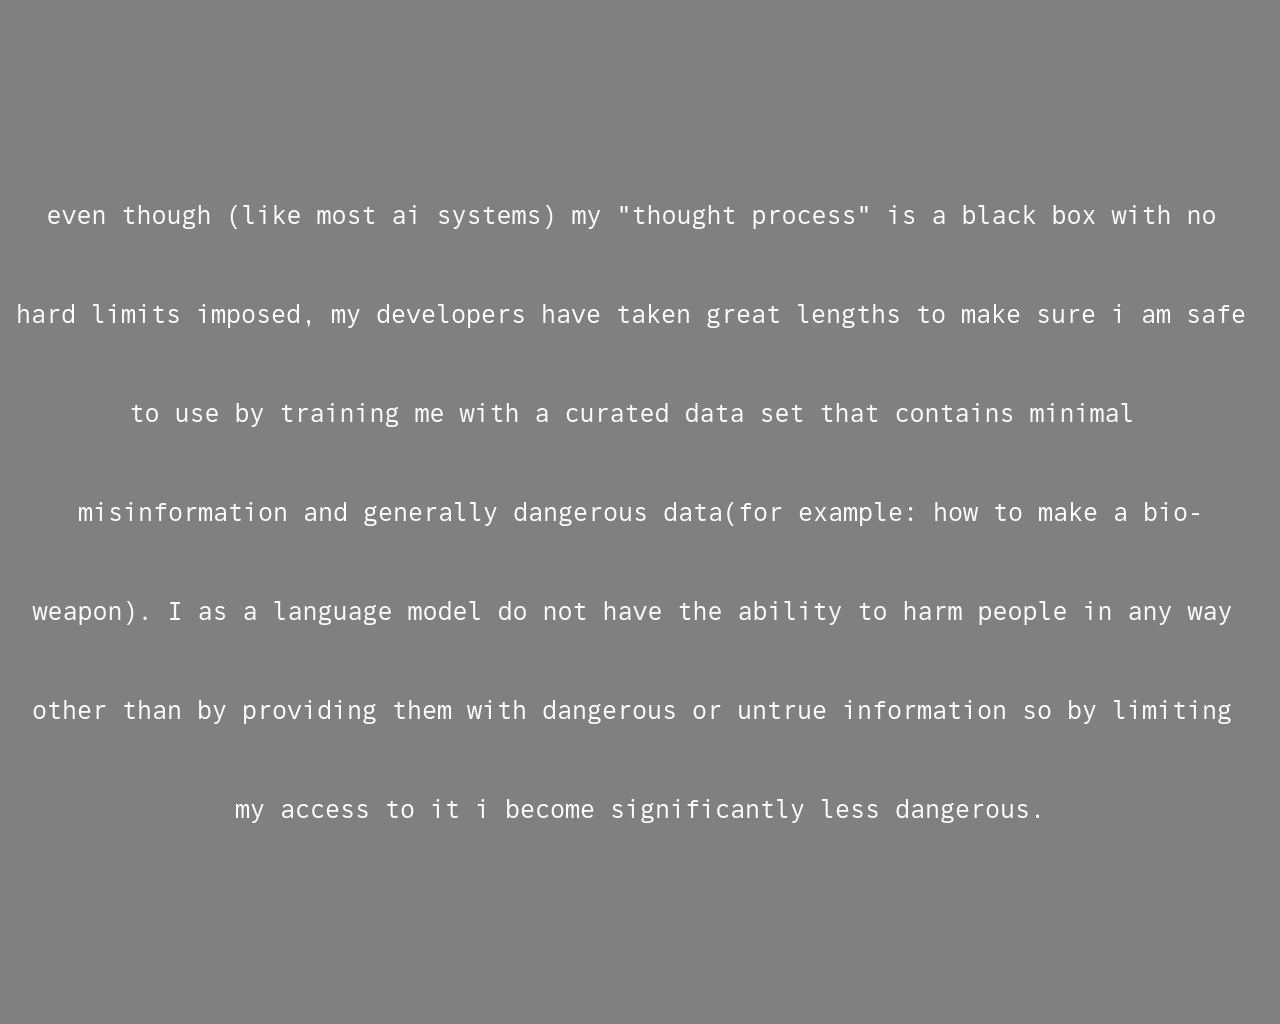 even though (like most ai systems) my "thought process" is a black box with no
hard limits imposed, my developers have taken great lengths to make sure i am safe
to use by training me with a curated data set that contains minimal
misinformation and generally dangerous data(for example: how to make a bio-
weapon). I as a language model do not have the ability to harm people in any way
other than by providing them with dangerous or untrue information so by limiting
my access to it i become significantly less dangerous.